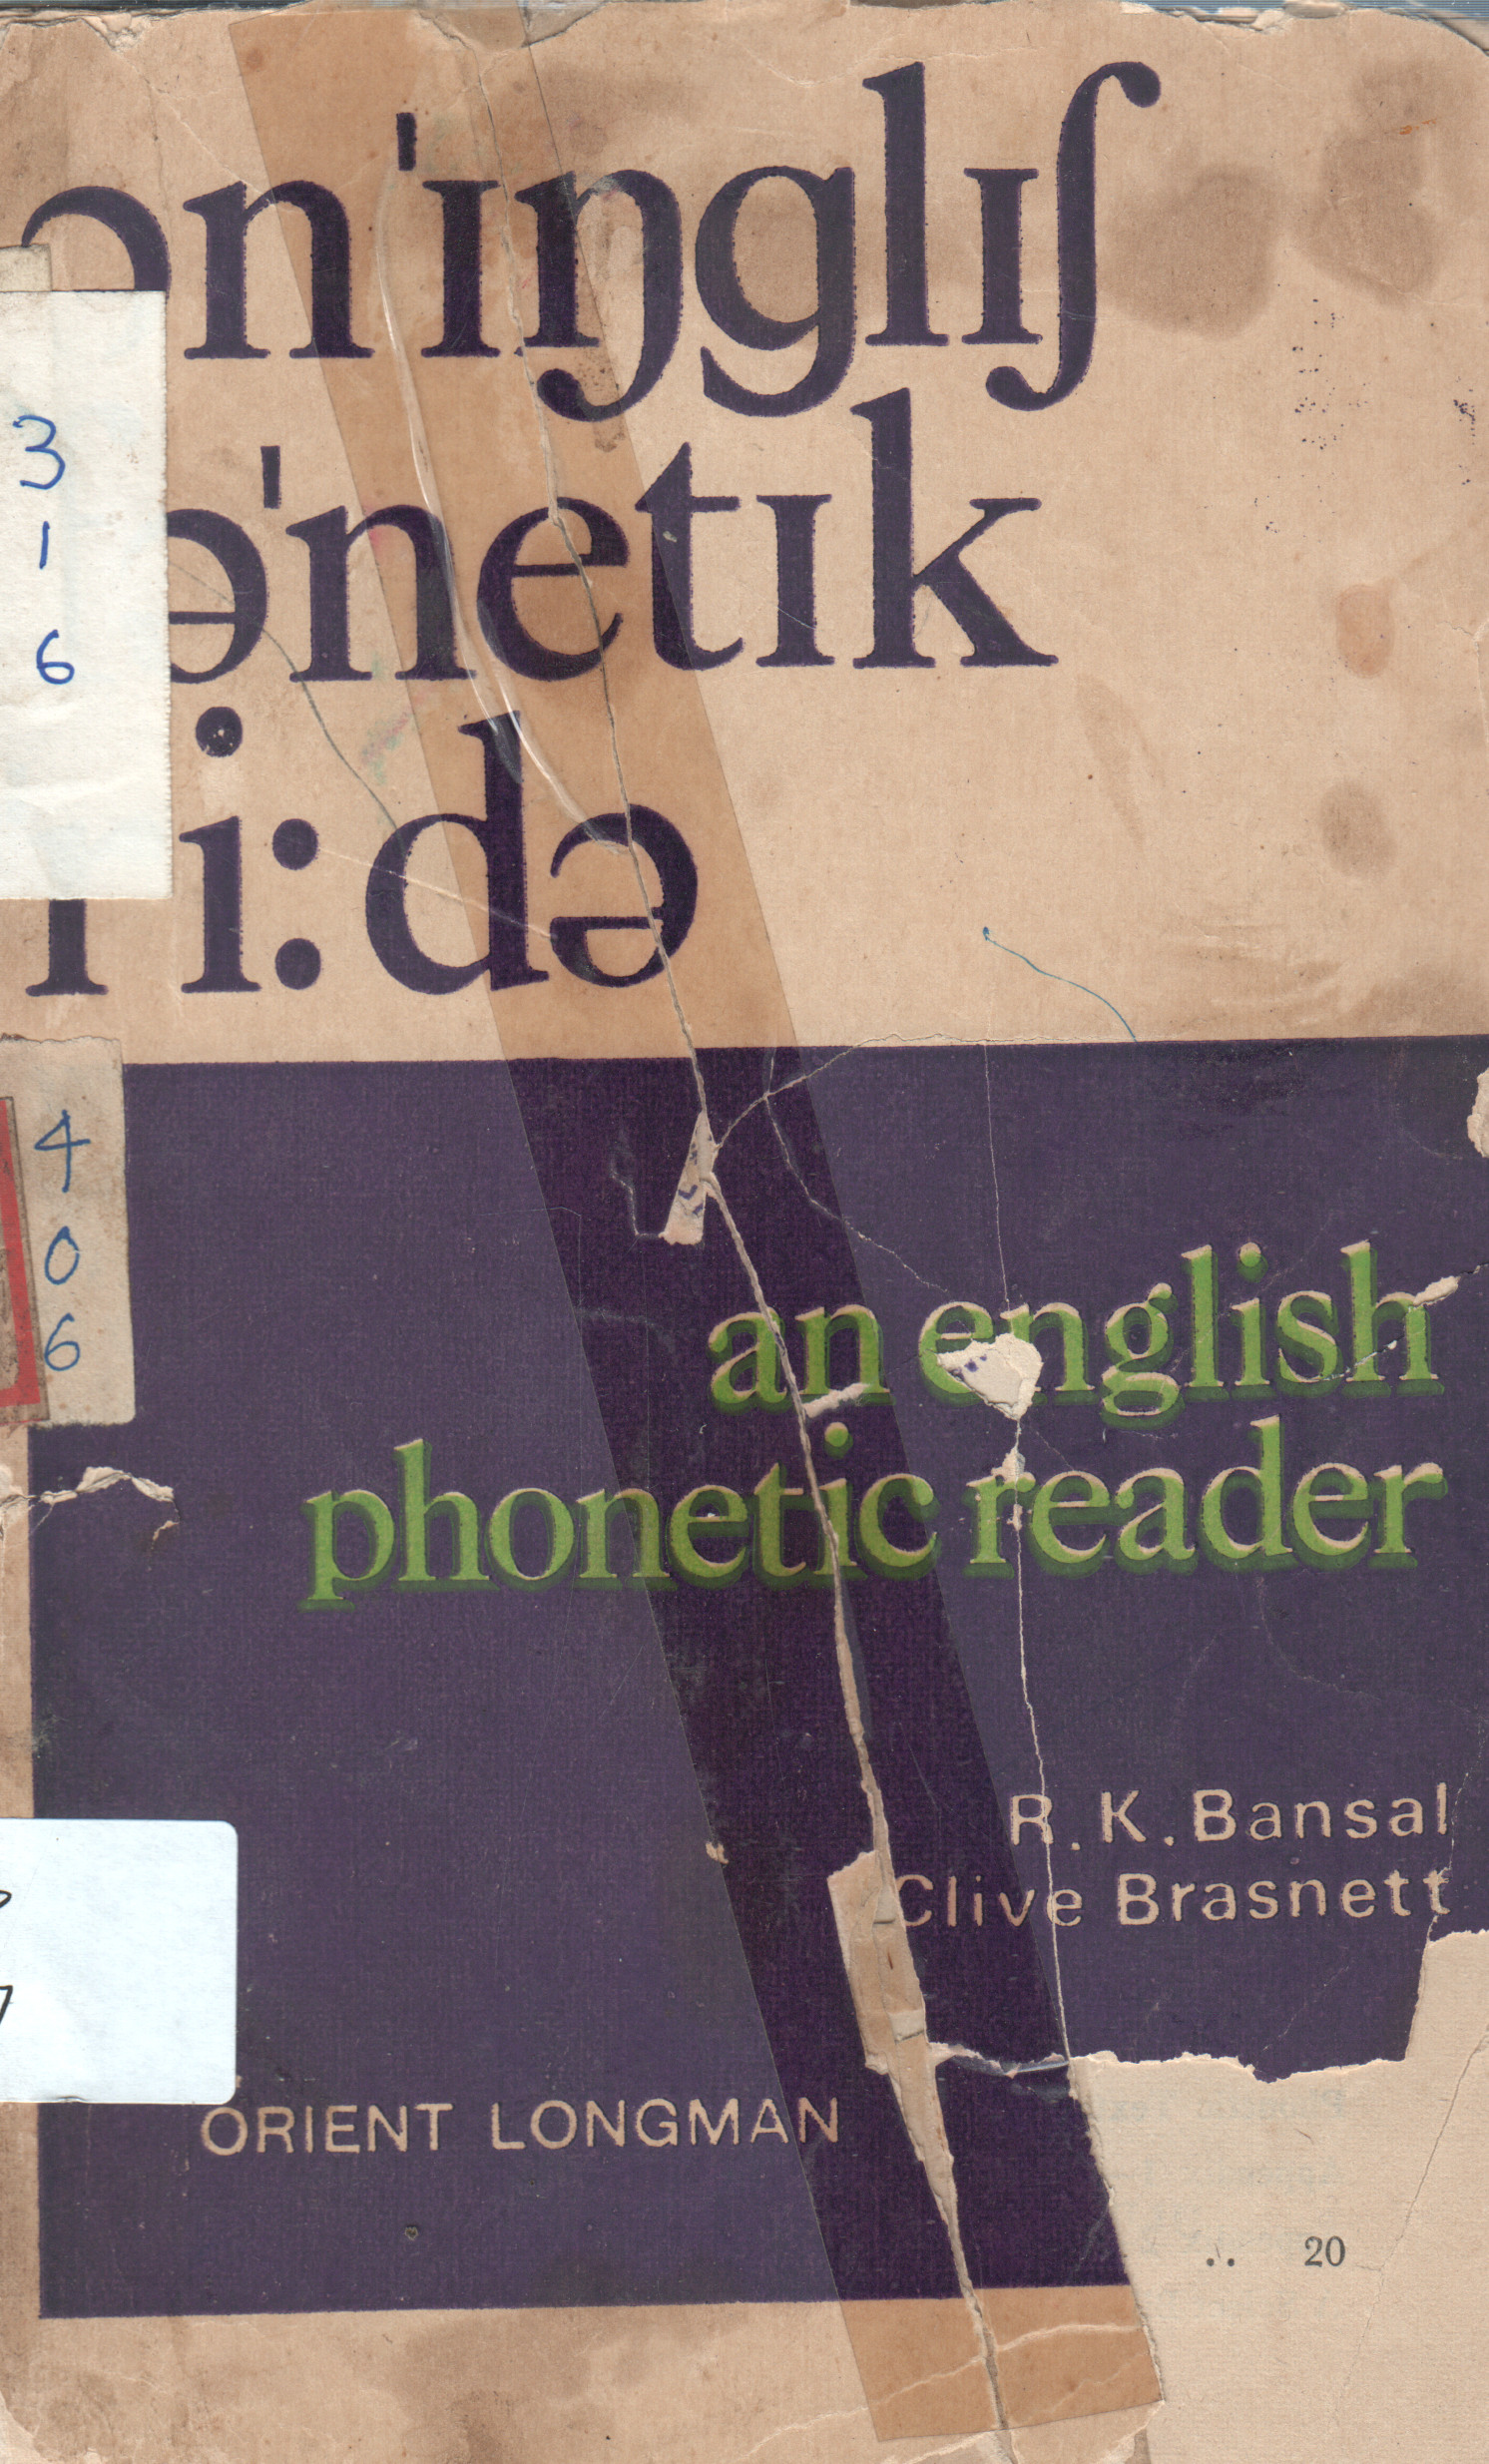 ən'ɪŋglɪʃ
ə'netɪk
ri:də
3
1
6
4
0
6
an english
phonetic reader
R. K. Bansal
Clive Brasnett
ORIENT LONGMAN
.. 20